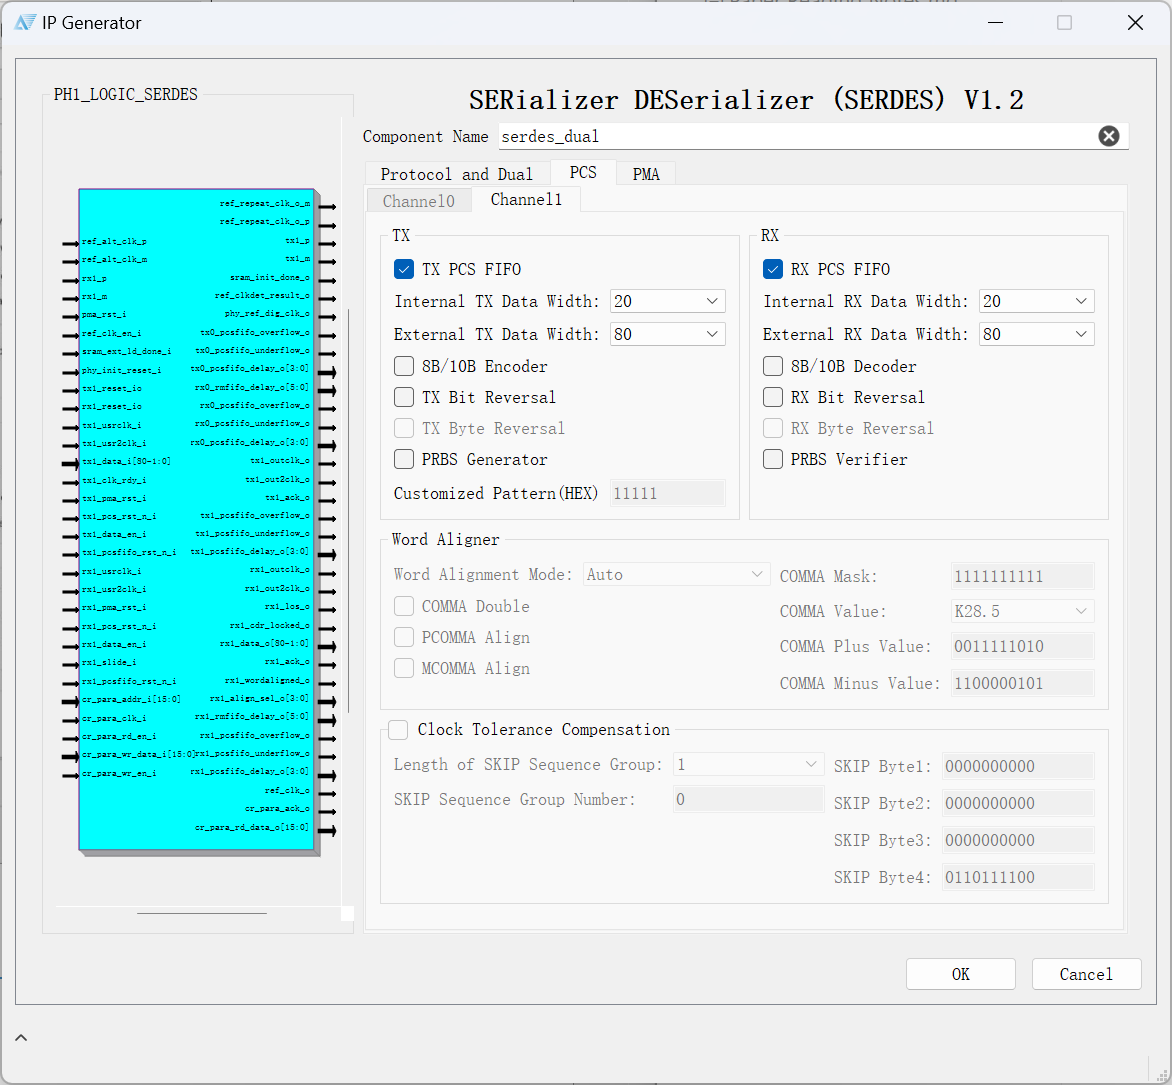 IP Generator
PH1_LOGIC_SERDES
SERializer DESerializer (SERDES) V1.2
Component Name serdes_dual
Protocol and Dual PCS PMA
Channel0 Channel1
ref_repeat_clk_o_m
ref_repeat_clk_o_p
ref_alt_clk_p tx1_p
ref_alt_clk_m tx1_m
rx1_p sram_init_done_o
rx1_m ref_clkdet_result_o
pma_rst_i phy_ref_dig_clk_o
ref_clk_en_i tx0_pcsfifo_overflow_o
sram_ext_ld_done_i tx0_pcsfifo_underflow_o
phy_init_reset_i tx0_pcsfifo_delay_o[3:0]
tx1_reset_io rx0_rmfifo_delay_o[5:0]
rx1_reset_io rx0_pcsfifo_overflow_o
tx1_usrclk_i rx0_pcsfifo_underflow_o
tx1_usr2clk_i rx0_pcsfifo_delay_o[3:0]
tx1_data_i[80-1:0] tx1_outclk_o
tx1_clk_rdy_i tx1_out2clk_o
tx1_pma_rst_i tx1_ack_o
tx1_pcs_rst_n_i tx1_pcsfifo_overflow_o
tx1_data_en_i tx1_pcsfifo_underflow_o
tx1_pcsfifo_rst_n_i tx1_pcsfifo_delay_o[3:0]
rx1_usrclk_i rx1_outclk_o
rx1_usr2clk_i rx1_out2clk_o
rx1_pma_rst_i rx1_los_o
rx1_pcs_rst_n_i rx1_cdr_locked_o
rx1_data_en_i rx1_data_o[80-1:0]
rx1_slide_i rx1_ack_o
rx1_pcsfifo_rst_n_i rx1_wordaligned_o
cr_para_addr_i[15:0] rx1_align_sel_o[3:0]
cr_para_clk_i rx1_rmfifo_delay_o[5:0]
cr_para_rd_en_i rx1_pcsfifo_overflow_o
cr_para_wr_data_i[15:0] rx1_pcsfifo_underflow_o
cr_para_wr_en_i rx1_pcsfifo_delay_o[3:0]
ref_clk_o
cr_para_ack_o
cr_para_rd_data_o[15:0]
TX
TX PCS FIFO
Internal TX Data Width: 20
External TX Data Width: 80
8B/10B Encoder
TX Bit Reversal
TX Byte Reversal
PRBS Generator
Customized Pattern(HEX) 11111
RX
RX PCS FIFO
Internal RX Data Width: 20
External RX Data Width: 80
8B/10B Decoder
RX Bit Reversal
RX Byte Reversal
PRBS Verifier
Word Aligner
Word Alignment Mode: Auto
COMMA Double
PCOMMA Align
MCOMMA Align
COMMA Mask: 1111111111
COMMA Value: K28.5
COMMA Plus Value: 0011111010
COMMA Minus Value: 1100000101
Clock Tolerance Compensation
Length of SKIP Sequence Group: 1
SKIP Sequence Group Number: 0
SKIP Byte1: 0000000000
SKIP Byte2: 0000000000
SKIP Byte3: 0000000000
SKIP Byte4: 0110111100
OK Cancel